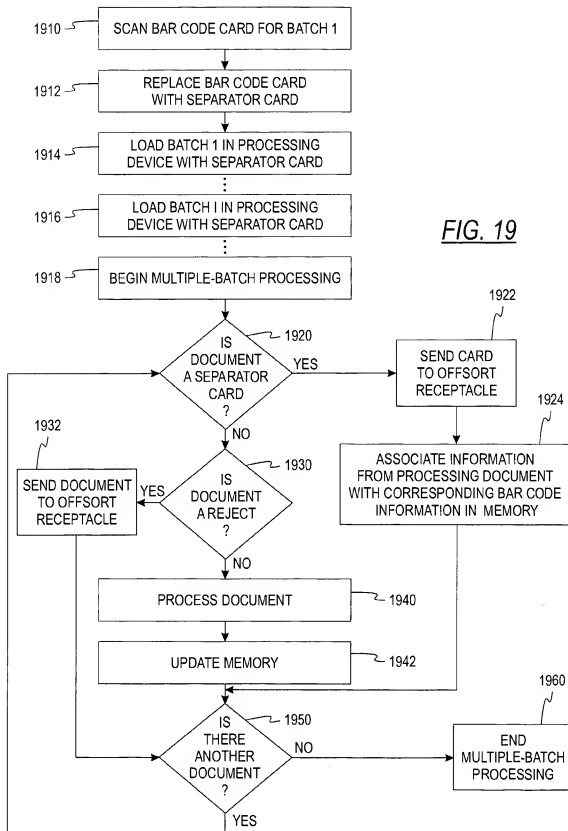 1910
SCAN BAR CODE CARD FOR BATCH 1
1912
REPLACE BAR CODE CARD
WITH SEPARATOR CARD
1914
LOAD BATCH 1 IN PROCESSING
DEVICE WITH SEPARATOR CARD
1916
LOAD BATCH I IN PROCESSING
DEVICE WITH SEPARATOR CARD
FIG. 19
1918
BEGIN MULTIPLE-BATCH PROCESSING
1920
IS
DOCUMENT
A SEPARATOR
CARD
?
YES
NO
1922
SEND CARD
TO OFFSORT
RECEPTACLE
1924
ASSOCIATE INFORMATION
FROM PROCESSING DOCUMENT
WITH CORRESPONDING BAR CODE
INFORMATION IN MEMORY
1930
IS
DOCUMENT
A REJECT
?
YES
NO
1932
SEND DOCUMENT
TO OFFSORT
RECEPTACLE
PROCESS DOCUMENT
1940
UPDATE MEMORY
1942
1950
IS
THERE
ANOTHER
DOCUMENT
?
NO
YES
1960
END
MULTIPLE-BATCH
PROCESSING